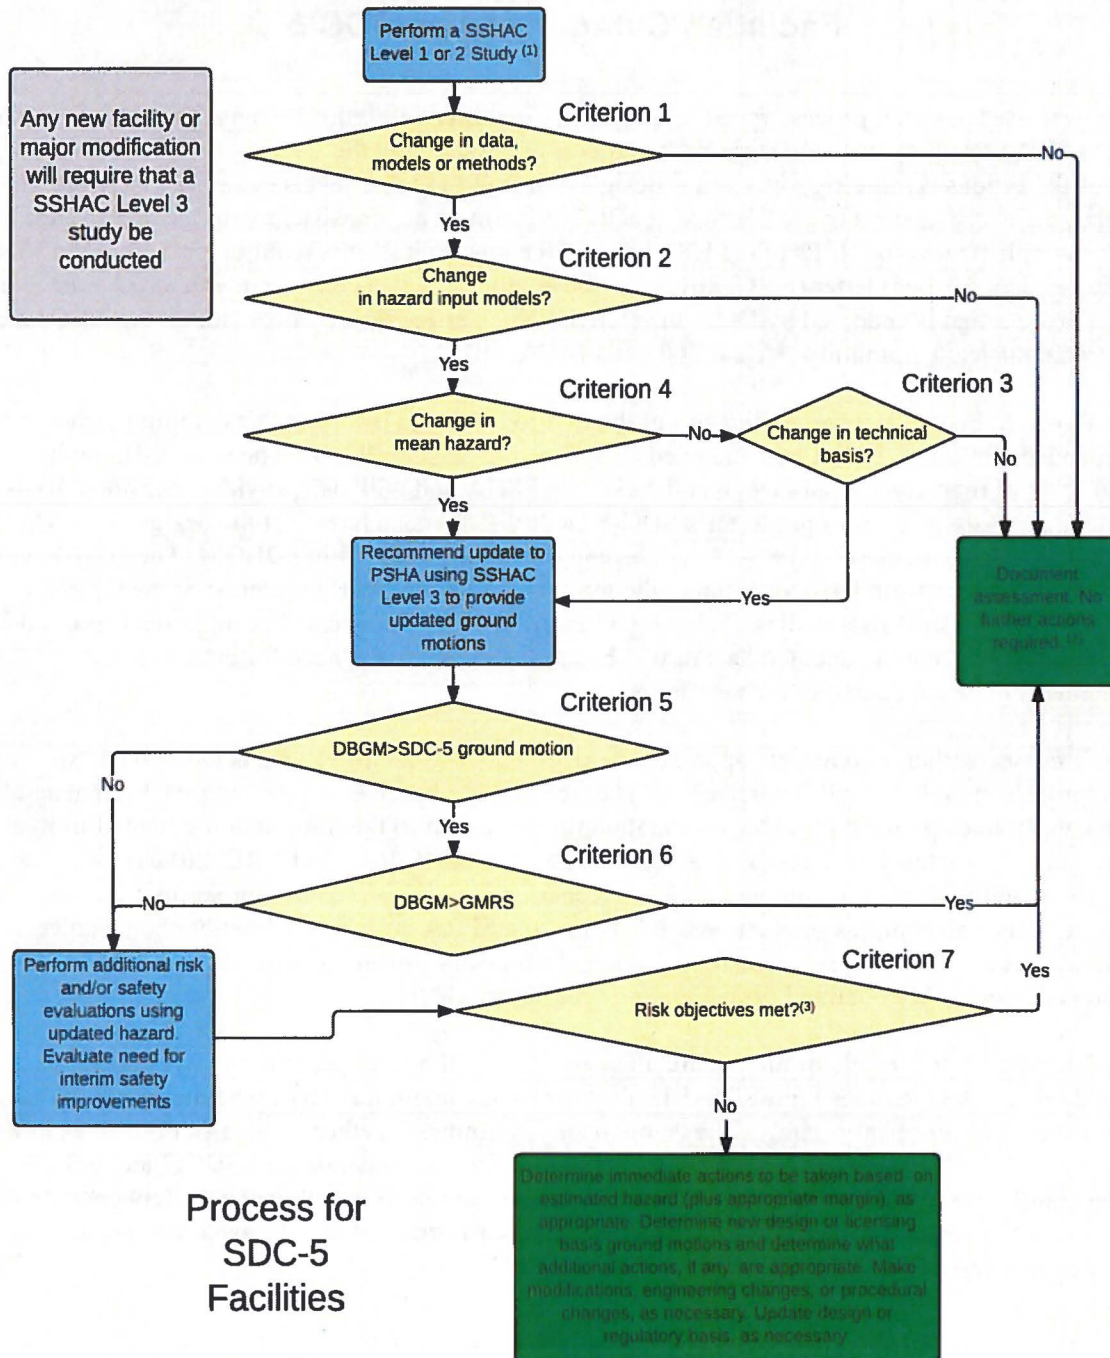 Perform a SSHAC
Level 1 or 2 Study (1)
Any new facility or
major modification
will require that a
SSHAC Level 3
study be
conducted
Criterion 1
Change in data,
models or methods?
No
Yes
Criterion 2
Change
in hazard input models?
No
Yes
Criterion 4
Change in
mean hazard?
No
Criterion 3
Change in technical
basis?
No
Yes
Recommend update to
PSHA using SSHAC
Level 3 to provide
updated ground
motions
Yes
Document
assessment. No
further actions
required.
Criterion 5
DBGM>SDC-5 ground motion
No
Yes
Criterion 6
DBGM>GMRS
No
Yes
Criterion 7
Risk objectives met?(3)
Yes
Perform additional risk
and/or safety
evaluations using
updated hazard.
Evaluate need for
interim safety
improvements
No
Determine immediate actions to be taken based on
estimated hazard (plus appropriate margin), as
appropriate. Determine new design or licensing
basis ground motions and determine what
additional actions, if any, are appropriate. Make
modifications, engineering changes, or procedural
changes, as necessary. Update design or
regulatory basis, as necessary
Process for
SDC-5
Facilities